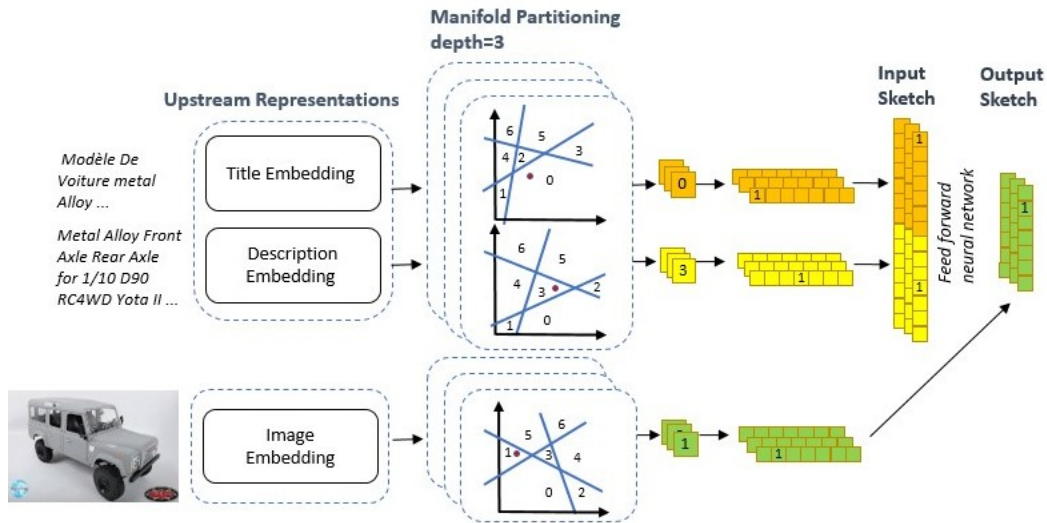 Manifold Partitioning
depth=3
Upstream Representations
Input
Sketch
Output
Sketch
Modèle De
Voiture metal
Alloy ...
Title Embedding
6
5
4
2
3
0
1
0
1
1
Metal Alloy Front
Axle Rear Axle
for 1/10 D90
RC4WD Yota II ...
Description
Embedding
6
5
4
3
2
1
0
3
1
1
Feed forward
neural network
1
Image
Embedding
6
5
1
3
4
0
2
1
1